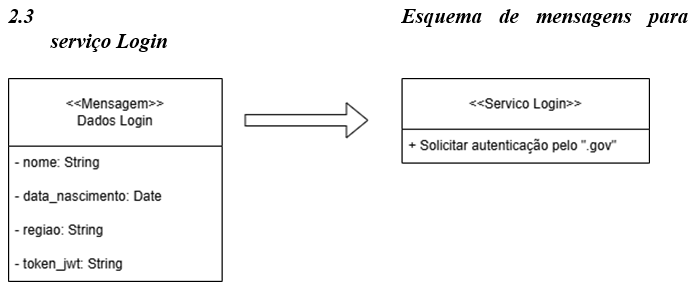 2.3 Esquema de mensagens para
serviço Login
<<Mensagem>>
Dados Login
- nome: String
- data_nascimento: Date
- regiao: String
- token_jwt: String
<<Servico Login>>
+ Solicitar autenticação pelo ".gov"